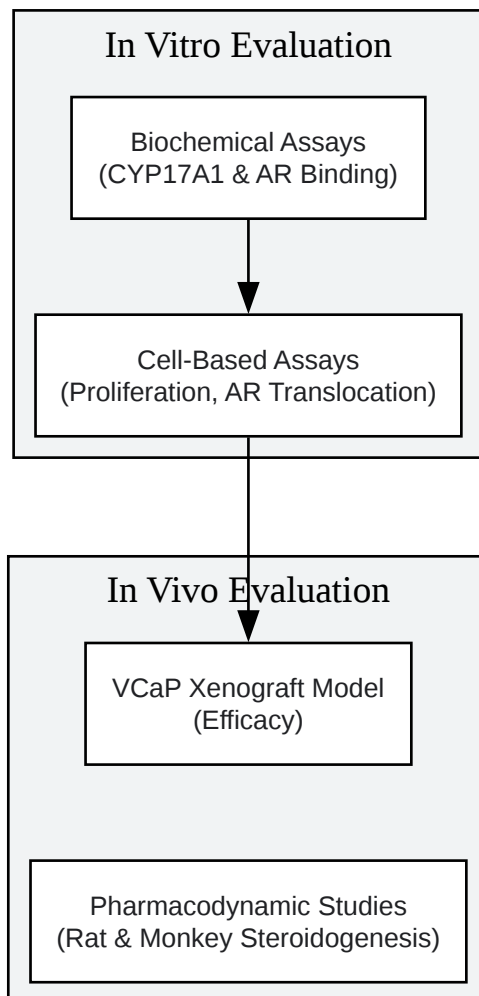 In Vitro Evaluation
Biochemical Assays
(CYP17A1 & AR Binding)
Cell-Based Assays
(Proliferation, AR Translocation)
In Vivo Evaluation
VCaP Xenograft Model
(Efficacy)
Pharmacodynamic Studies
(Rat & Monkey Steroidogenesis)